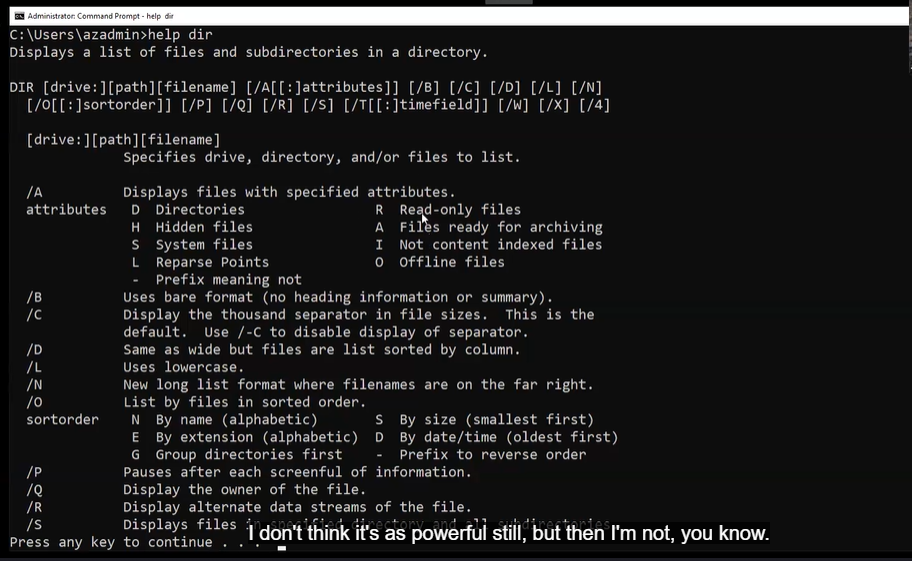 Administrator: Command Prompt - help dir
C:\Users\azadmin>help dir
Displays a list of files and subdirectories in a directory.
DIR [drive:][path][filename] [/A[[:]attributes]] [/B] [/C] [/D] [/L] [/N]
[/O[[:]sortorder]] [/P] [/Q] [/R] [/S] [/T[[:]timefield]] [/W] [/X] [/4]
[drive:][path][filename]
Specifies drive, directory, and/or files to list.
/A Displays files with specified attributes.
attributes D Directories R Read-only files
H Hidden files A Files ready for archiving
S System files I Not content indexed files
L Reparse Points O Offline files
- Prefix meaning not
/B Uses bare format (no heading information or summary).
/C Display the thousand separator in file sizes. This is the
default. Use /-C to disable display of separator.
/D Same as wide but files are list sorted by column.
/L Uses lowercase.
/N New long list format where filenames are on the far right.
/O List by files in sorted order.
sortorder N By name (alphabetic) S By size (smallest first)
E By extension (alphabetic) D By date/time (oldest first)
G Group directories first - Prefix to reverse order
/P Pauses after each screenful of information.
/Q Display the owner of the file.
/R Display alternate data streams of the file.
/S Displays files in specified directory and all subdirectories.
I don't think it's as powerful still, but then I'm not, you know.
Press any key to continue . . .